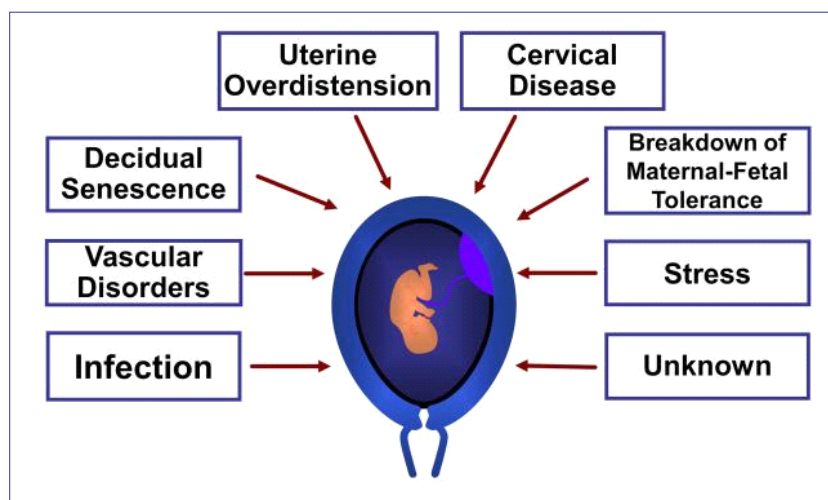 Uterine
Overdistension
Cervical
Disease
Decidual
Senescence
Breakdown of
Maternal-Fetal
Tolerance
Vascular
Disorders
Stress
Infection
Unknown